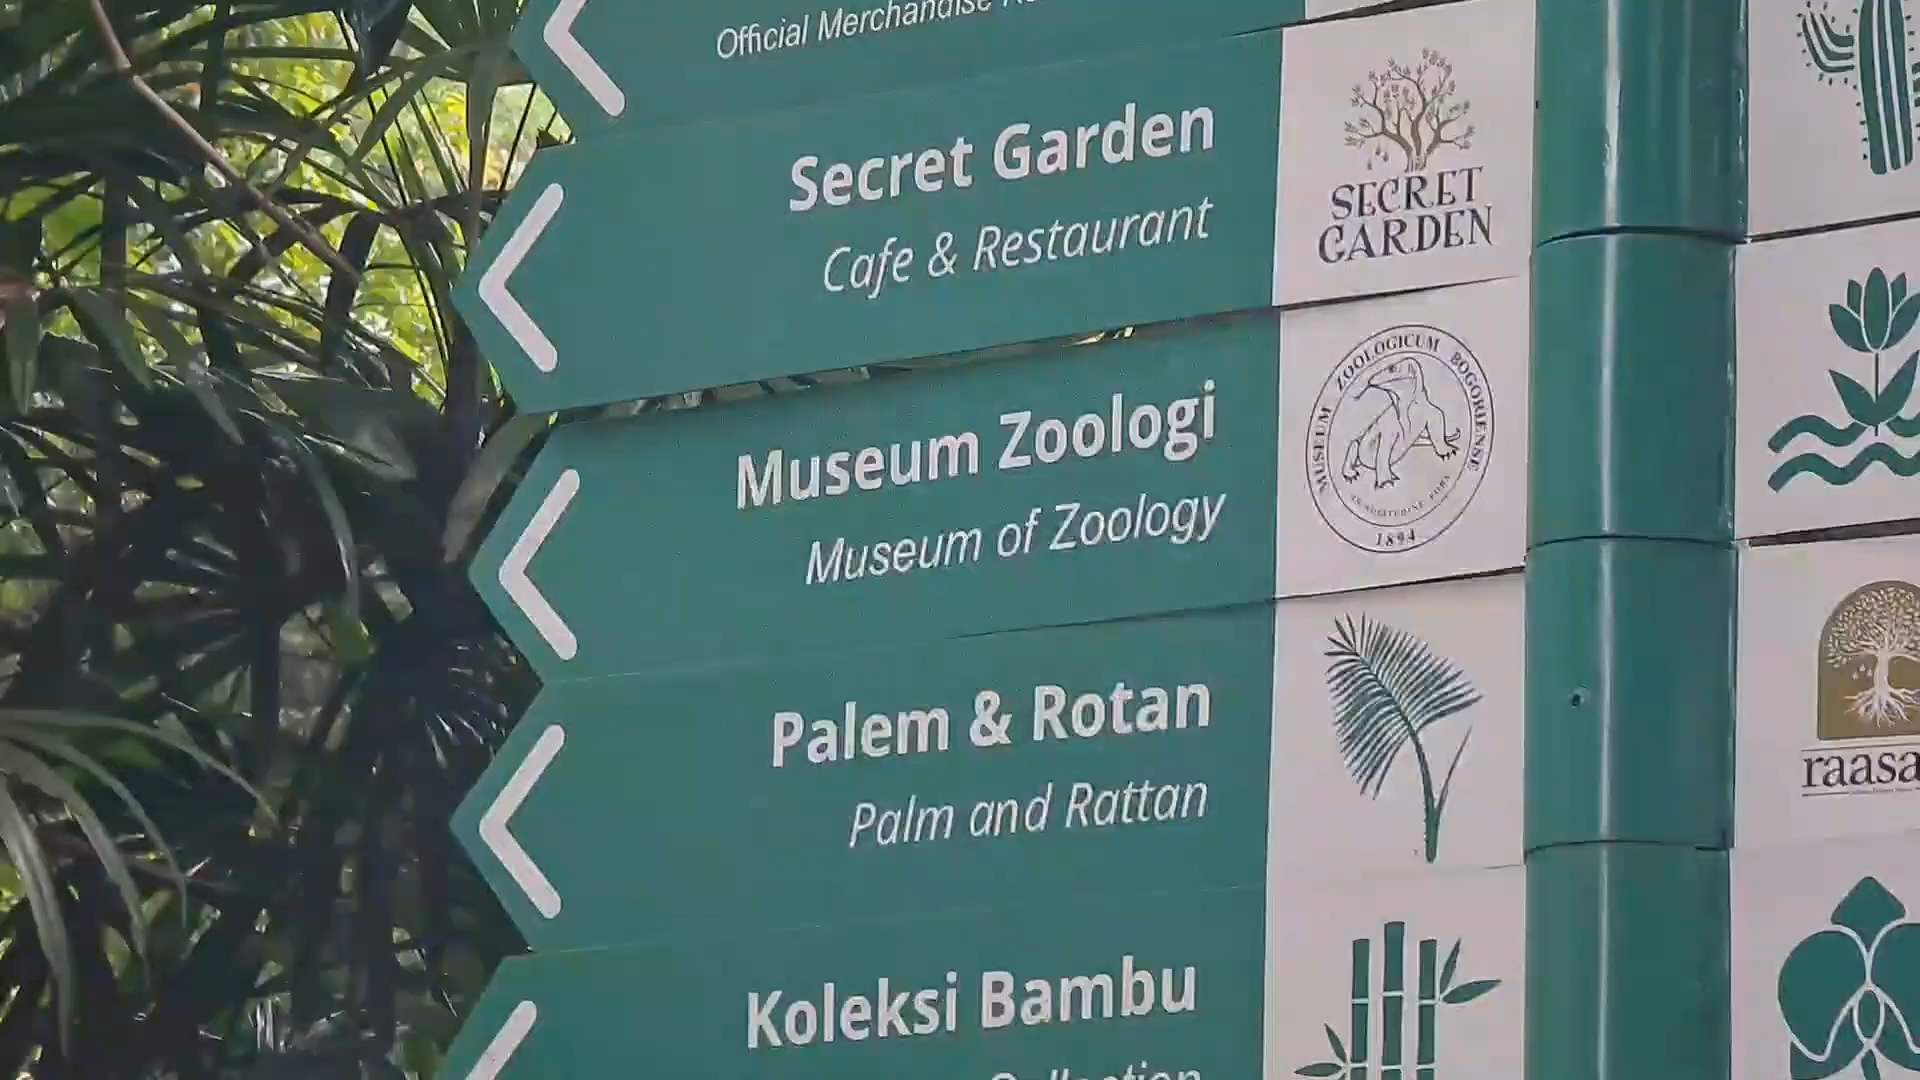 Official Merchandise
Secret Garden
Cafe & Restaurant
SECRET
GARDEN
Museum Zoologi
Museum of Zoology
MUSEUM ZOOLOGICUM BOGORIENSE
1894
Palem & Rotan
Palm and Rattan
raasa
Koleksi Bambu
Collection